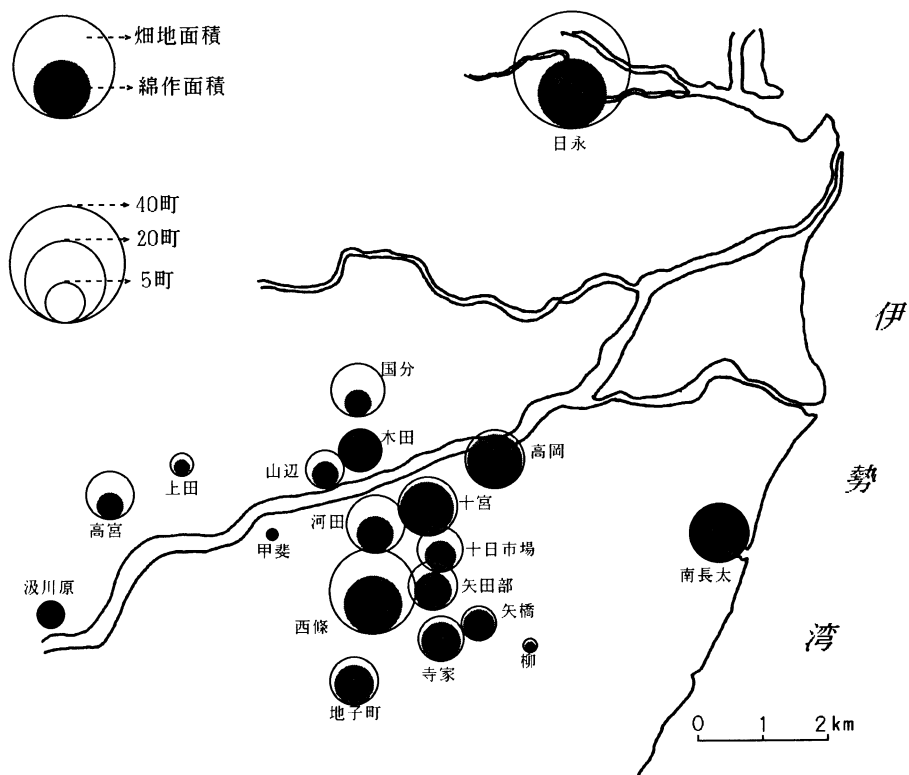 畑地面積
綿作面積
日永
40町
20町
5町
伊
勢
湾
国分
木田
山辺
高岡
上田
高宮
十宮
河田
甲斐
十日市場
南長太
汲川原
矢田部
西條
矢橋
寺家
柳
地子町
0 1 2km